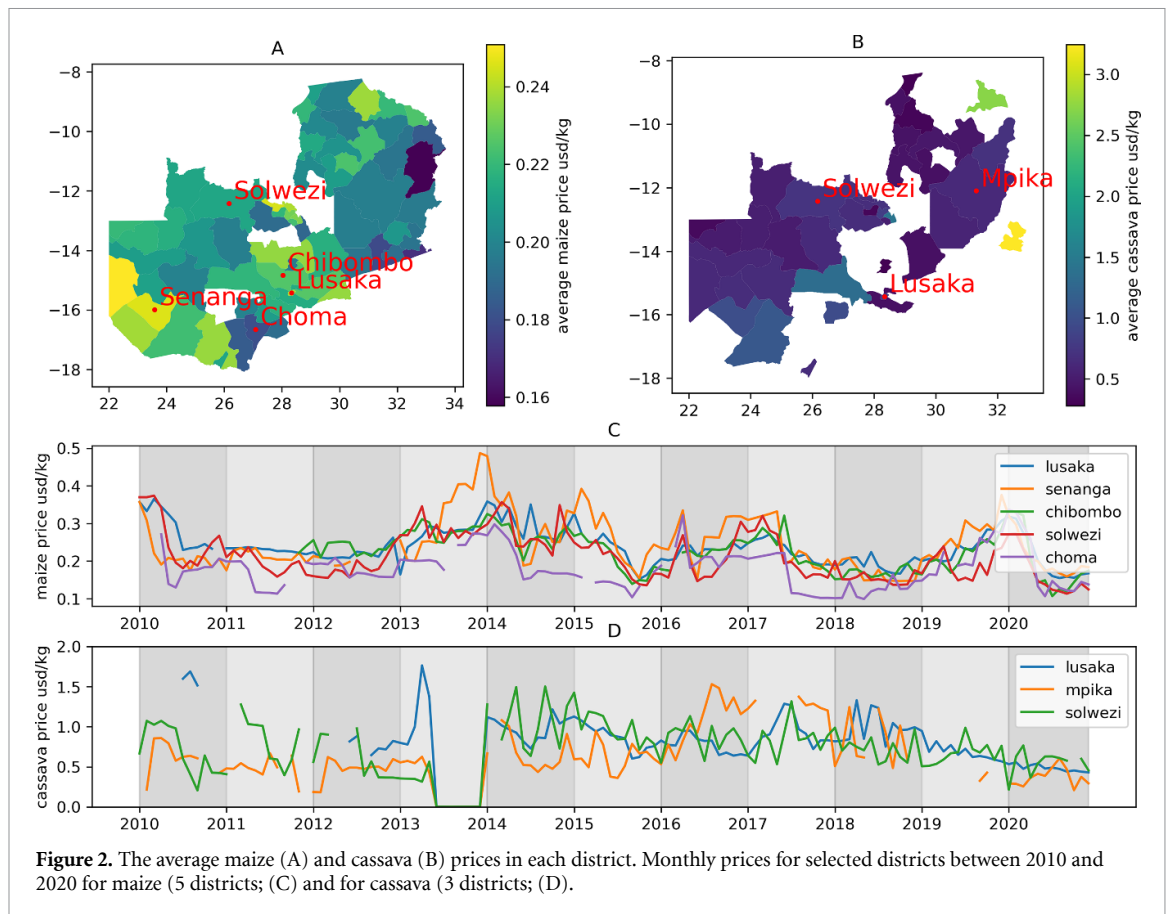 A
−8
−10
−12
−14
−16
−18
22
24
26
28
30
32
34
Solwezi
Chibombo
Lusaka
Senanga
Choma
0.24
0.22
0.20
0.18
0.16
average maize price usd/kg
B
−8
−10
−12
−14
−16
−18
22
24
26
28
30
32
Mpika
Solwezi
Lusaka
3.0
2.5
2.0
1.5
1.0
0.5
average cassava price usd/kg
C
maize price usd/kg
0.5
0.4
0.3
0.2
0.1
2010 2011 2012 2013 2014 2015 2016 2017 2018 2019 2020
lusaka
senanga
chibombo
solwezi
choma
D
cassava price usd/kg
2.0
1.5
1.0
0.5
0.0
2010 2011 2012 2013 2014 2015 2016 2017 2018 2019 2020
lusaka
mpika
solwezi
Figure 2. The average maize (A) and cassava (B) prices in each district. Monthly prices for selected districts between 2010 and
2020 for maize (5 districts; (C) and for cassava (3 districts; (D).